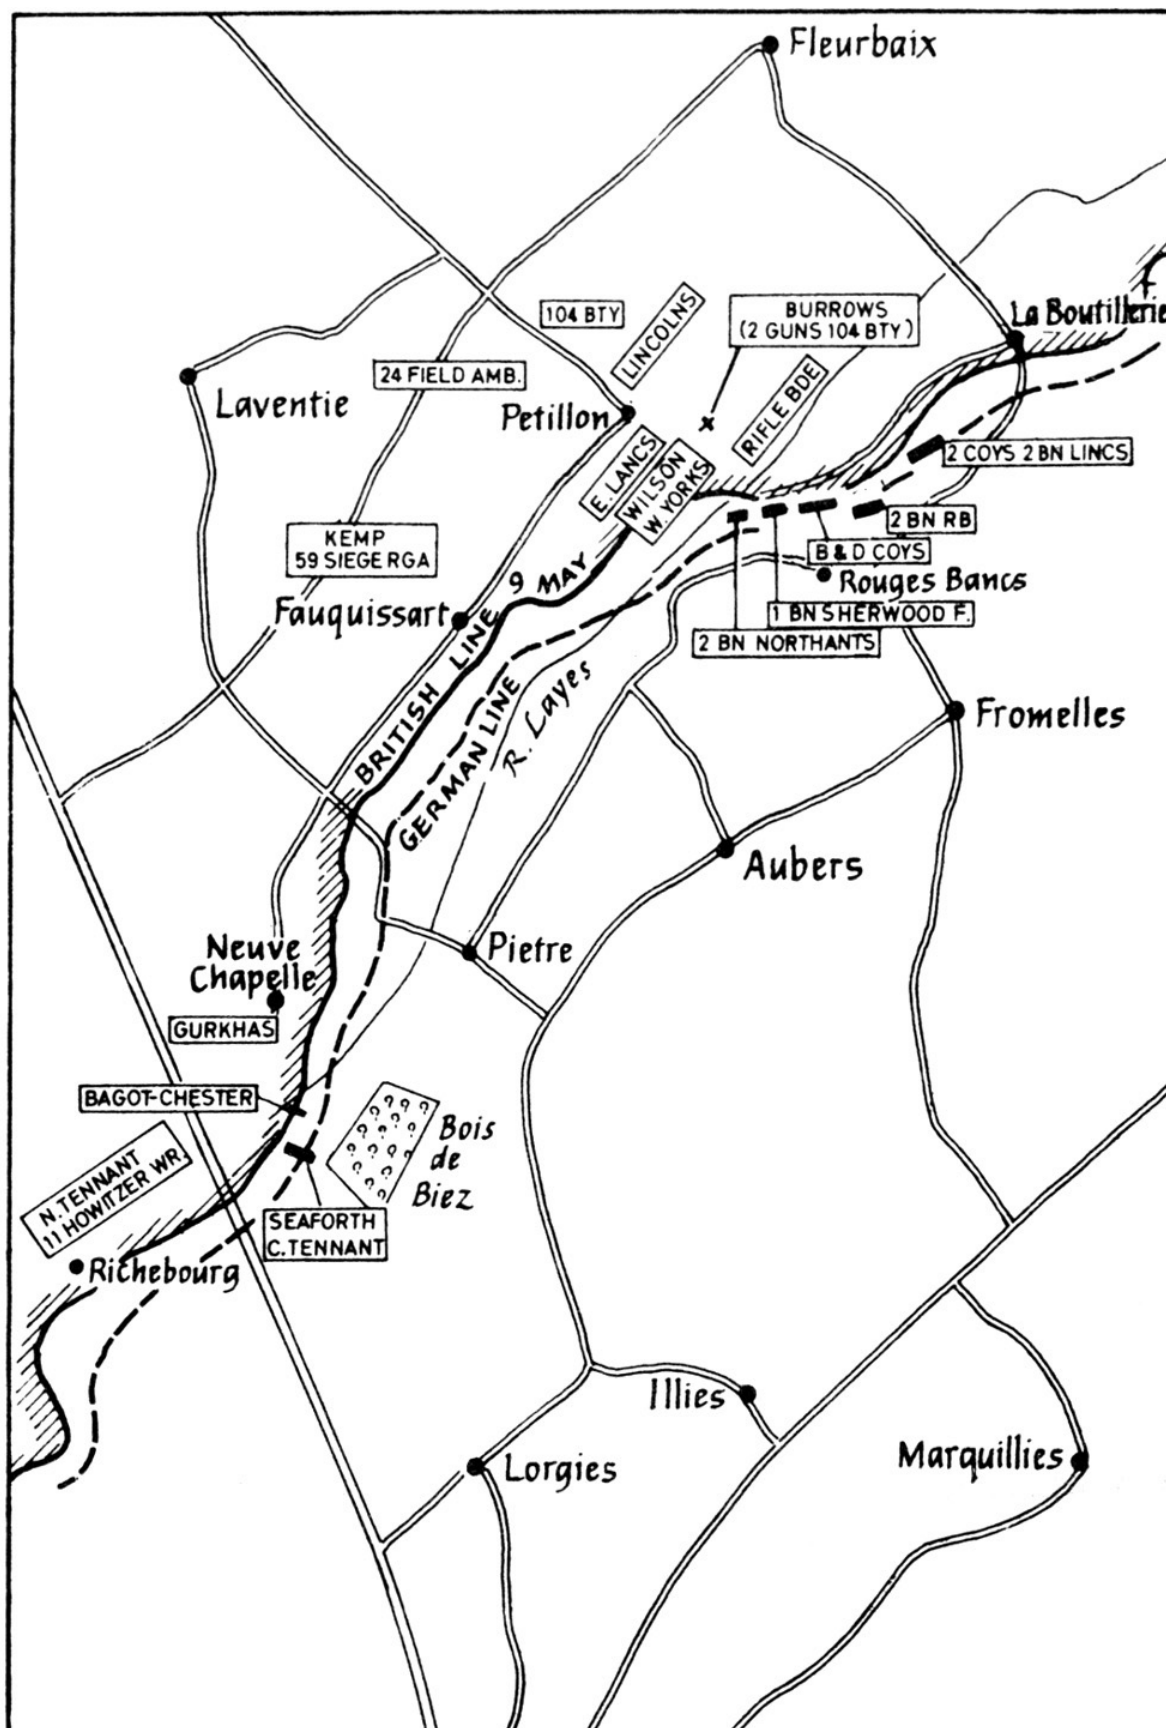 Fleurbaix
La Boutillerie
BURROWS
(2 GUNS 104 BTY)
104 BTY
LINCOLNS
24 FIELD AMB.
Laventie
Petillon
RIFLE BDE
E. LANCS
WILSON
W. YORKS
2 COYS 2 BN LINCS
2 BN RB
B & D COYS
Rouges Bancs
1 BN SHERWOOD F.
2 BN NORTHANTS
KEMP
59 SIEGE RGA
Fauquissart
BRITISH LINE 9 MAY
GERMAN LINE
R. Layes
Fromelles
Aubers
Pietre
Neuve
Chapelle
GURKHAS
BAGOT-CHESTER
Bois
de
Biez
N. TENNANT
11 HOWITZER WR.
SEAFORTH
C. TENNANT
Richebourg
Illies
Lorgies
Marquillies